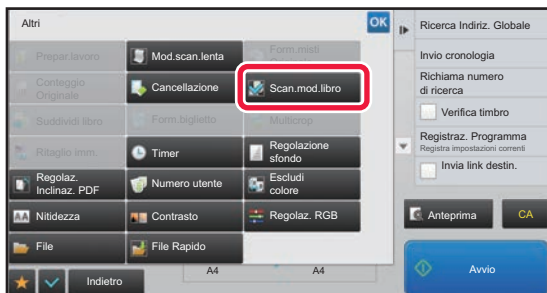 Altri
OK
Prepar.lavoro
Mod.scan.lenta
Form.misti
Conteggio
Originale
Cancellazione
Scan.mod.libro
Suddividi libro
Form biglietto
Multicrop
Ritaglio imm.
Timer
Regolazione
sfondo
Regolaz.
Inclinaz. PDF
Numero utente
Escludi
colore
Nitidezza
Contrasto
Regolaz. RGB
File
File Rapido
Indietro
A4
A4
Ricerca Indiriz. Globale
Invio cronologia
Richiama numero
di ricerca
Verifica timbro
Registraz. Programma
Registra impostazioni correnti
Invia link destin.
Anteprima
CA
Avvio